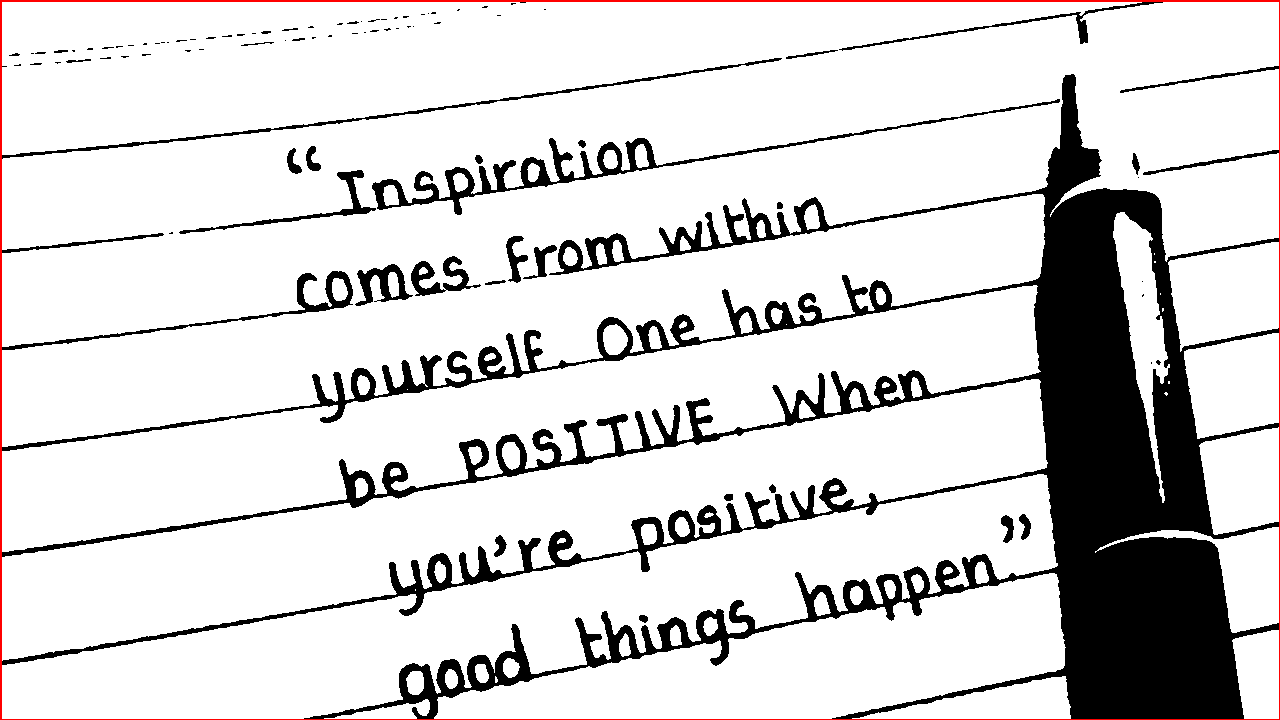 “Inspiration
comes from within
yourself. One has to
be POSITIVE. When
you're positive,
good things happen.”